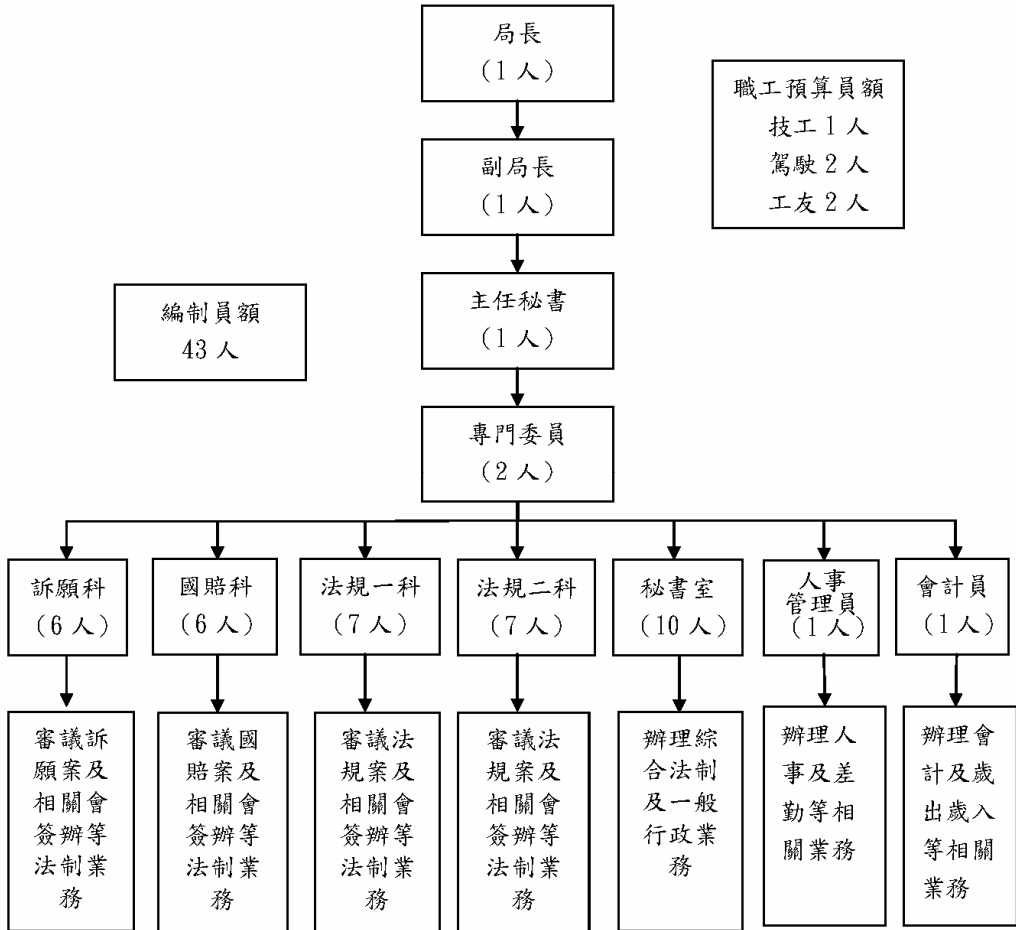 局長
(1人)
職工預算員額
技工1人
駕駛2人
工友2人
副局長
(1人)
編制員額
43人
主任秘書
(1人)
專門委員
(2人)
訴願科
(6人)
國賠科
(6人)
法規一科
(7人)
法規二科
(7人)
秘書室
(10人)
人事
管理員
(1人)
會計員
(1人)
審議訴
願案及
相關會
簽辦等
法制業
務
審議國
賠案及
相關會
簽辦等
法制業
務
審議法
規案及
相關會
簽辦等
法制業
務
審議法
規案及
相關會
簽辦等
法制業
務
辦理綜
合法制
及一般
行政業
務
辦理人
事及差
勤等相
關業務
辦理會
計及歲
出歲入
等相關
業務